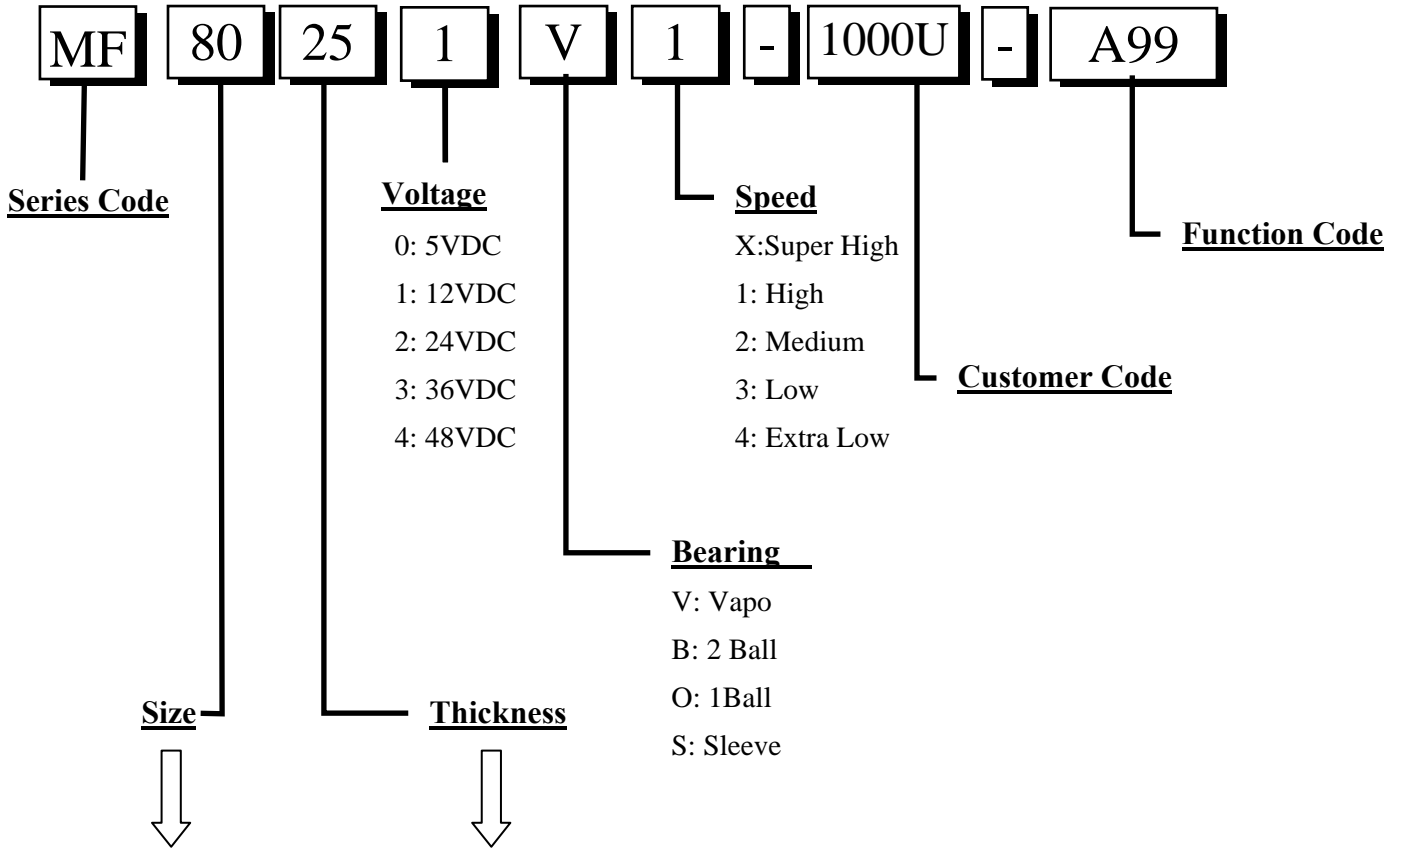 MF 80 25 1 V 1 - 1000U - A99
Series Code
Voltage
0: 5VDC
1: 12VDC
2: 24VDC
3: 36VDC
4: 48VDC
Speed
X:Super High
1: High
2: Medium
3: Low
4: Extra Low
Function Code
Customer Code
Bearing
V: Vapo
B: 2 Ball
O: 1Ball
S: Sleeve
Size
Thickness